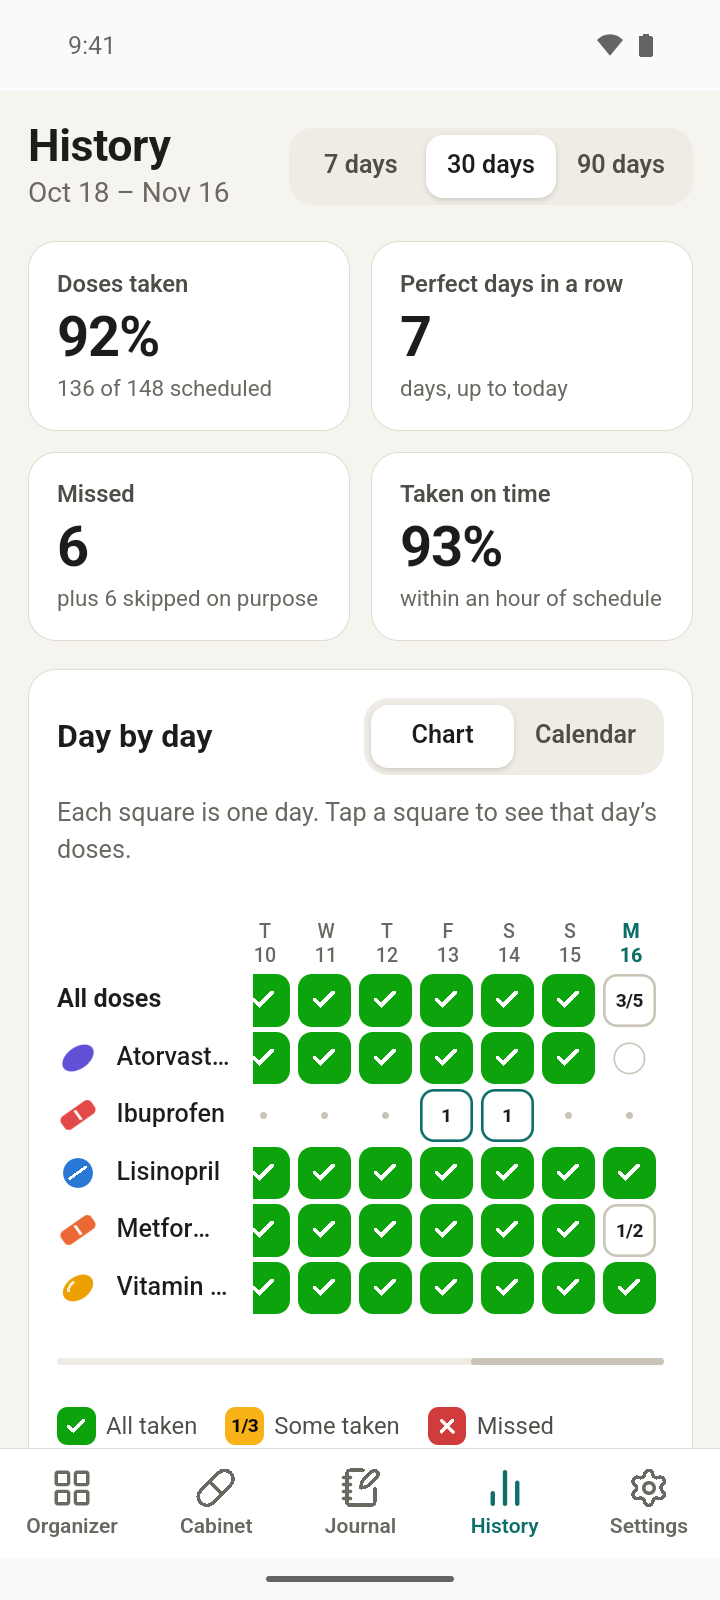 9:41
History
Oct 18 – Nov 16
7 days
30 days
90 days
Doses taken
92%
136 of 148 scheduled
Perfect days in a row
7
days, up to today
Missed
6
plus 6 skipped on purpose
Taken on time
93%
within an hour of schedule
Day by day
Chart
Calendar
Each square is one day. Tap a square to see that day’s
doses.
T W T F S S M
10 11 12 13 14 15 16
All doses 3/5
Atorvast...
Ibuprofen 1 1
Lisinopril
Metfor... 1/2
Vitamin ...
All taken
1/3 Some taken
Missed
Organizer
Cabinet
Journal
History
Settings